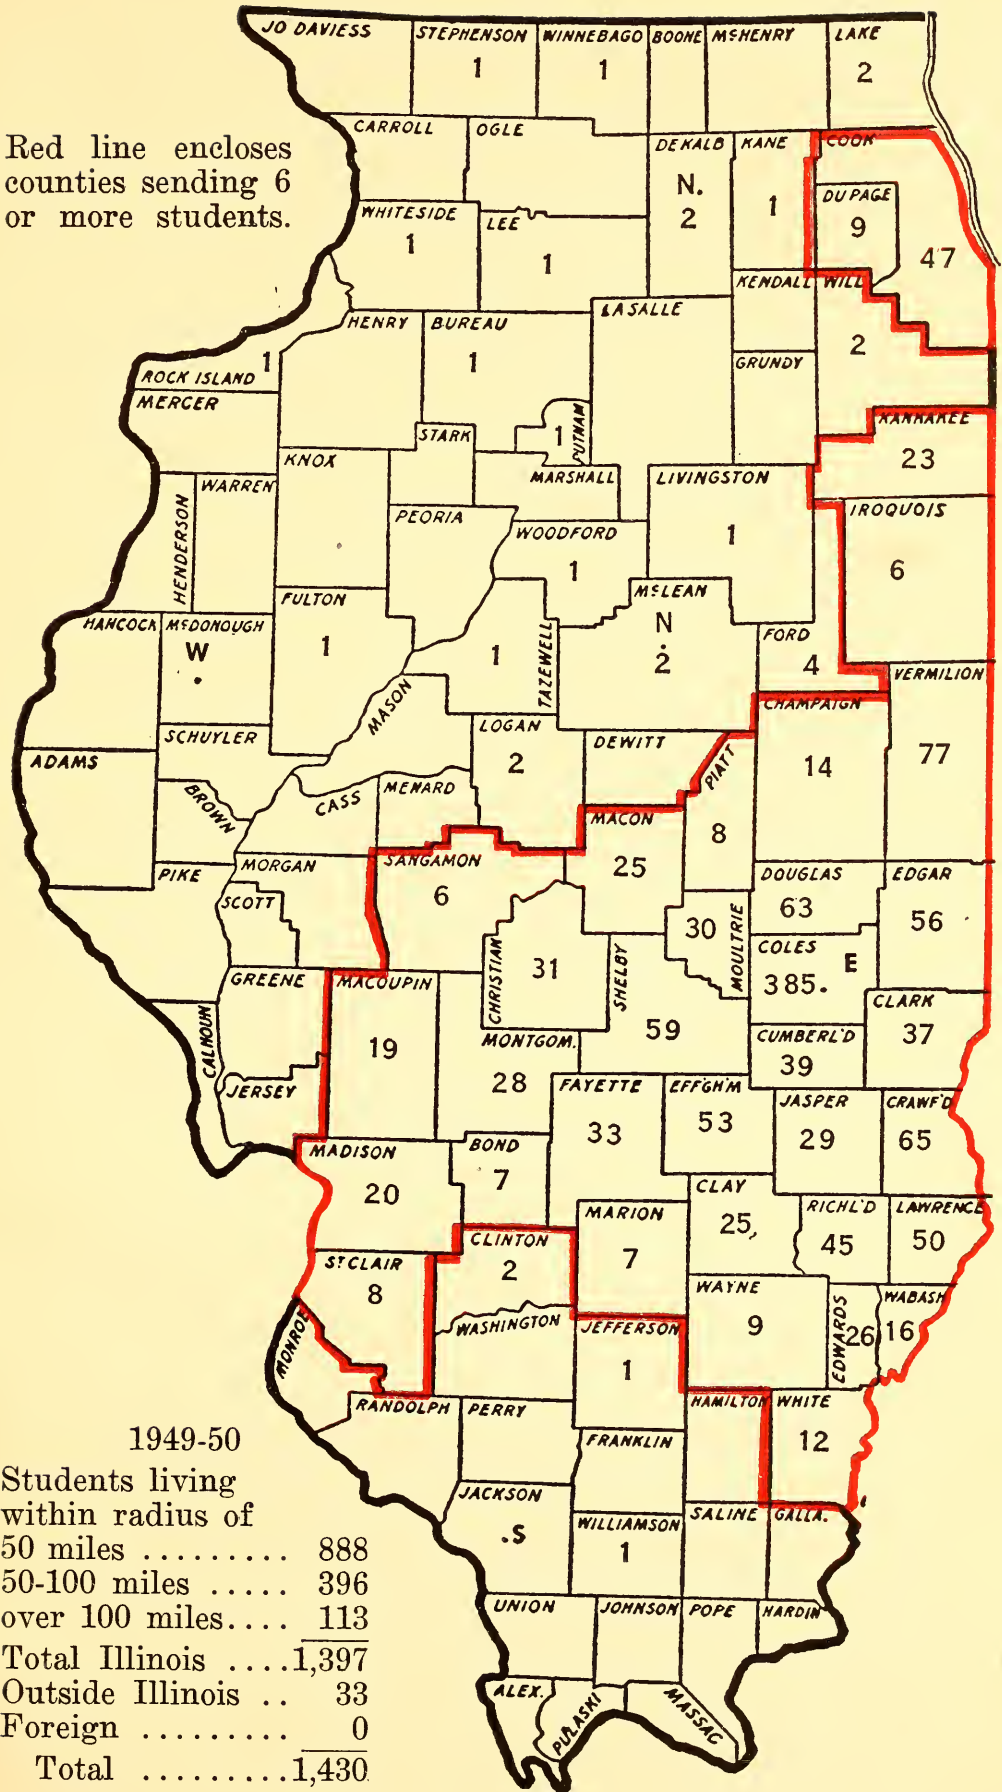 JO DAVIESS STEPHENSON WINNEBAGO BOONE McHENRY LAKE
1 1 2
Red line encloses
counties sending 6
or more students.
CARROLL OGLE
DEKALB KANE COOK
N.
2
1
DU PAGE
9
47
WHITESIDE
1
LEE
1
KENDALL WILL
2
LASALLE
HENRY BUREAU
1
GRUNDY
1
ROCK ISLAND
MERCER
STARK
1
PUTNAM
KANKAKEE
23
KNOX
WARREN
MARSHALL
LIVINGSTON
1
HENDERSON
PEORIA
WOODFORD
1
IROQUOIS
6
FULTON
1
McLEAN
N
2
HANCOCK McDONOUGH
W
1
TAZEWELL
FORD
4
VERMILION
77
MASON
CHAMPAIGN
14
SCHUYLER
LOGAN
2
DEWITT
PIATT
8
ADAMS
BROWN
CASS
MENARD
MACON
25
PIKE
MORGAN
SANGAMON
6
DOUGLAS
63
EDGAR
56
SCOTT
30
MOULTRIE
CHRISTIAN
31
SHELBY
59
COLES
E
385.
GREENE
MACOUPIN
19
CLARK
37
CALHOUN
MONTGOM.
28
CUMBERL'D
39
JERSEY
FAYETTE
33
EFFGH'M
53
JASPER
29
CRAWF'D
65
MADISON
20
BOND
7
CLAY
25,
RICHL'D
45
LAWRENCE
50
MARION
7
CLINTON
2
ST CLAIR
8
WAYNE
9
EDWARDS
26
WABASH
16
MONROE
WASHINGTON
JEFFERSON
1
RANDOLPH PERRY
HAMILTON WHITE
12
FRANKLIN
JACKSON
.S
WILLIAMSON
1
SALINE GALLA.
UNION JOHNSON POPE HARDIN
ALEX.
PULASKI
MASSAC
1949-50
Students living
within radius of
50 miles ......... 888
50-100 miles ..... 396
over 100 miles.... 113
Total Illinois ....1,397
Outside Illinois .. 33
Foreign ......... 0
Total .........1,430